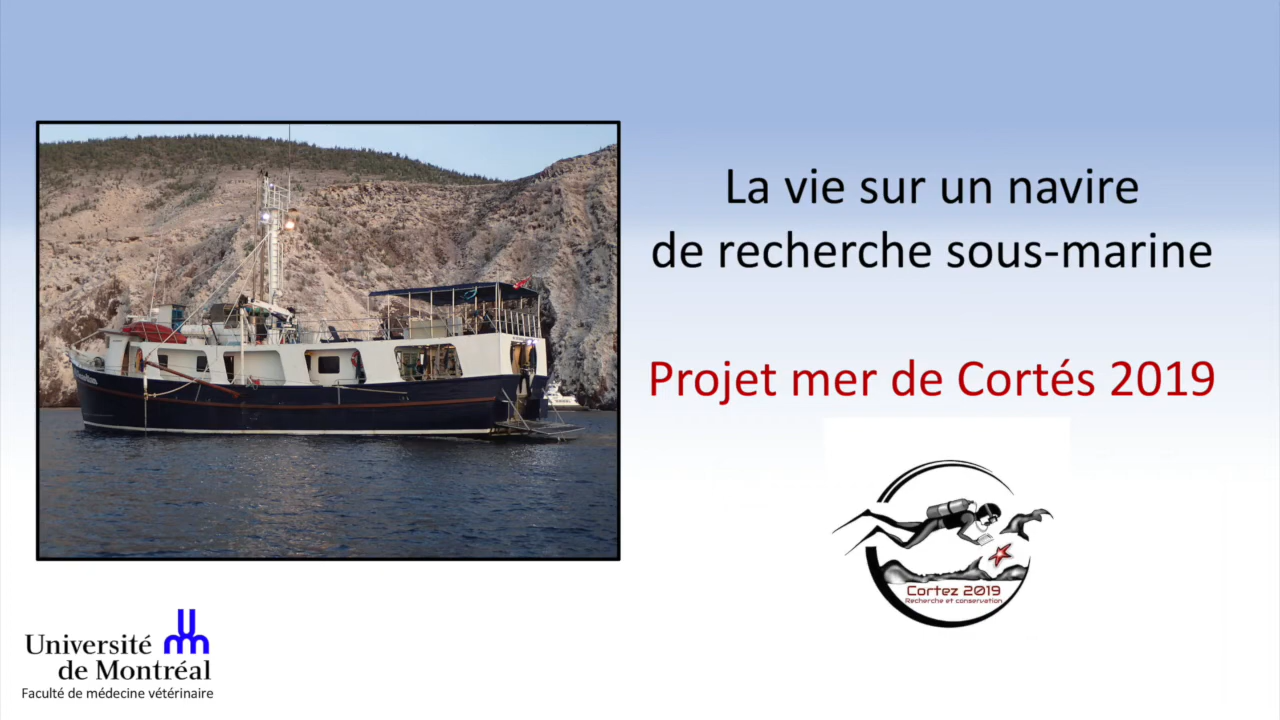 La vie sur un navire
de recherche sous-marine
Projet mer de Cortés 2019
Cortez 2019
Recherche et conservation
Université
de Montréal
Faculté de médecine vétérinaire